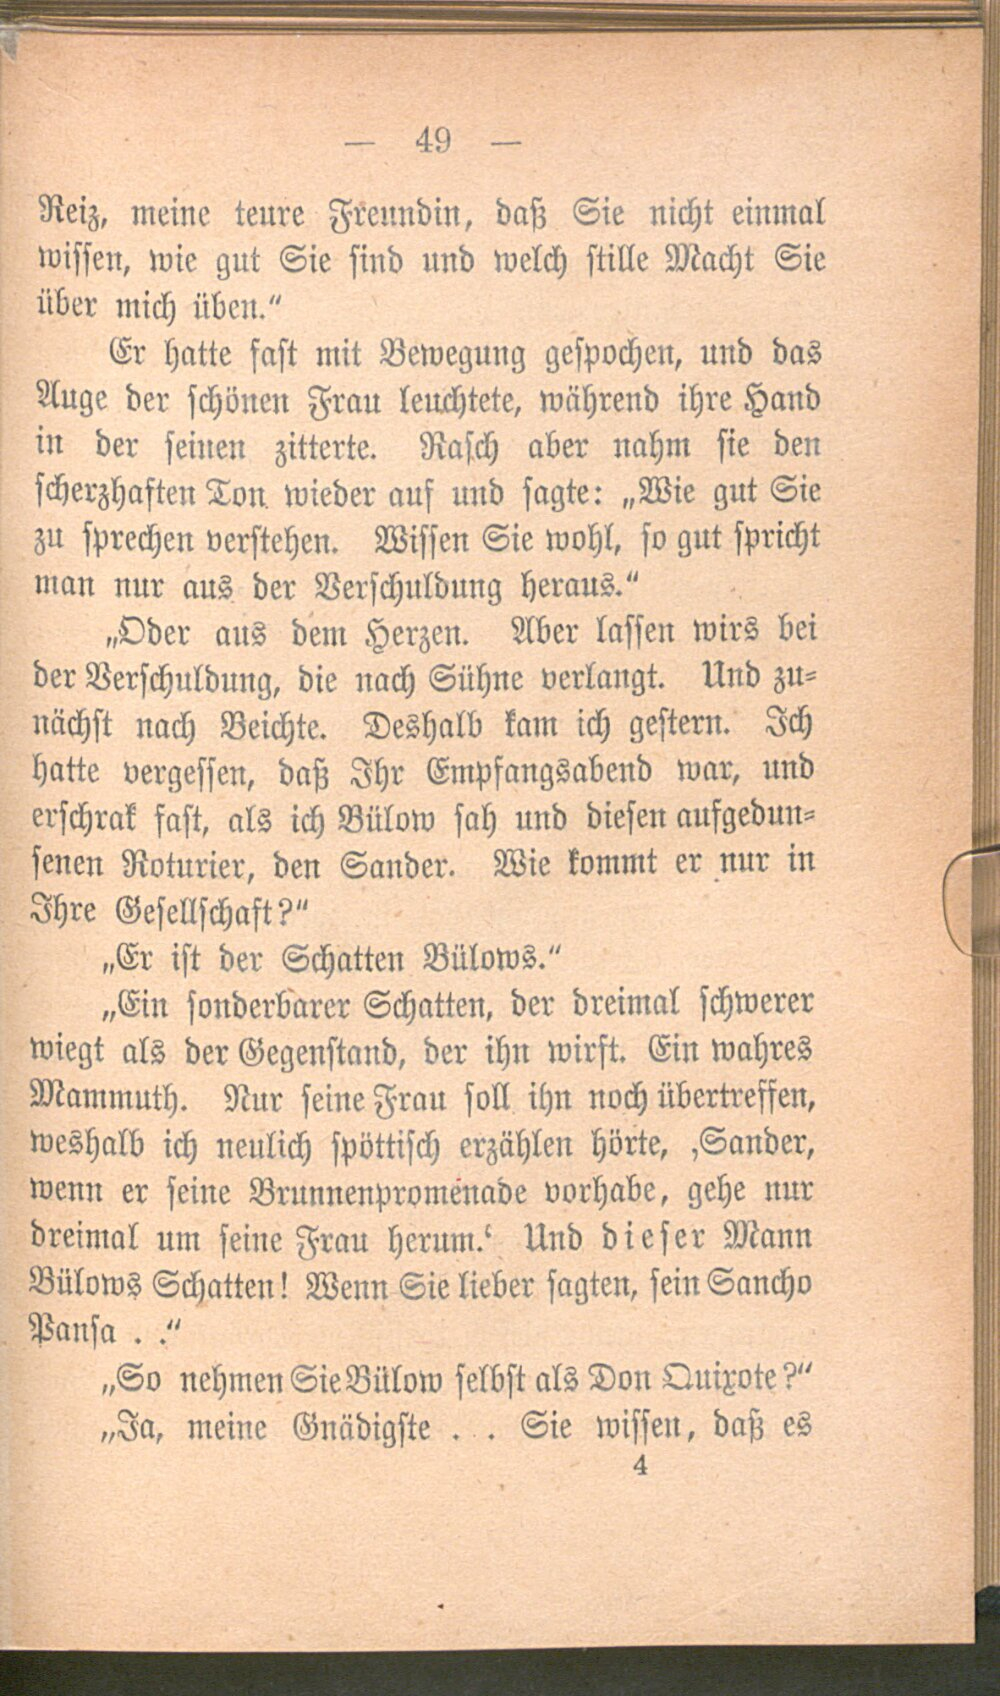 — 49 —
Reiz, meine teure Freundin, daß Sie nicht einmal
wissen, wie gut Sie sind und welch stille Macht Sie
über mich üben.“
Er hatte fast mit Bewegung gespochen, und das
Auge der schönen Frau leuchtete, während ihre Hand
in der seinen zitterte. Rasch aber nahm sie den
scherzhaften Ton wieder auf und sagte: „Wie gut Sie
zu sprechen verstehen. Wissen Sie wohl, so gut spricht
man nur aus der Verschuldung heraus.“
„Oder aus dem Herzen. Aber lassen wirs bei
der Verschuldung, die nach Sühne verlangt. Und zu-
nächst nach Beichte. Deshalb kam ich gestern. Ich
hatte vergessen, daß Ihr Empfangsabend war, und
erschrak fast, als ich Bülow sah und diesen aufgedun-
senen Roturier, den Sander. Wie kommt er nur in
Ihre Gesellschaft?“
„Er ist der Schatten Bülows.“
„Ein sonderbarer Schatten, der dreimal schwerer
wiegt als der Gegenstand, der ihn wirft. Ein wahres
Mammuth. Nur seine Frau soll ihn noch übertreffen,
weshalb ich neulich spöttisch erzählen hörte, ‚Sander,
wenn er seine Brunnenpromenade vorhabe, gehe nur
dreimal um seine Frau herum.‘ Und dieser Mann
Bülows Schatten! Wenn Sie lieber sagten, sein Sancho
Pansa . .“
„So nehmen Sie Bülow selbst als Don Quixote?“
„Ja, meine Gnädigste . . Sie wissen, daß es
4